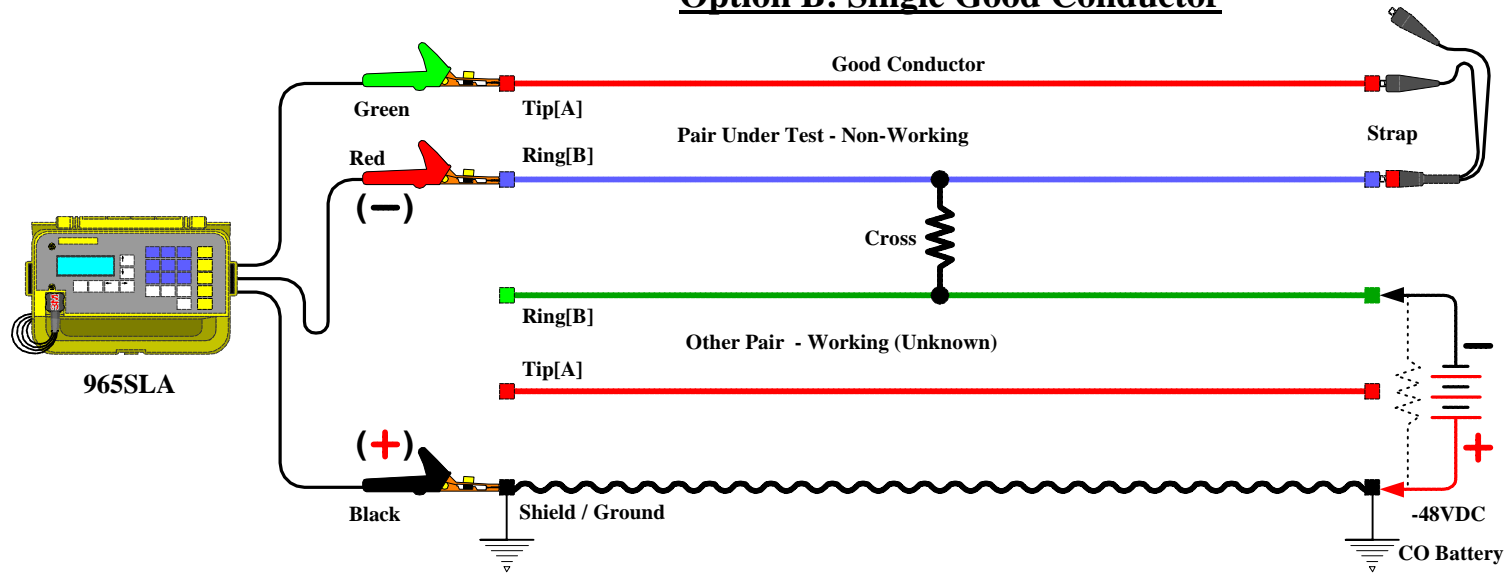 Option B: Single Good Conductor
Good Conductor
Green
Tip[A]
Pair Under Test - Non-Working
Strap
Red
Ring[B]
(−)
Cross
Ring[B]
Other Pair - Working (Unknown)
965SLA
Tip[A]
−
(+)
+
Black
Shield / Ground
-48VDC
CO Battery